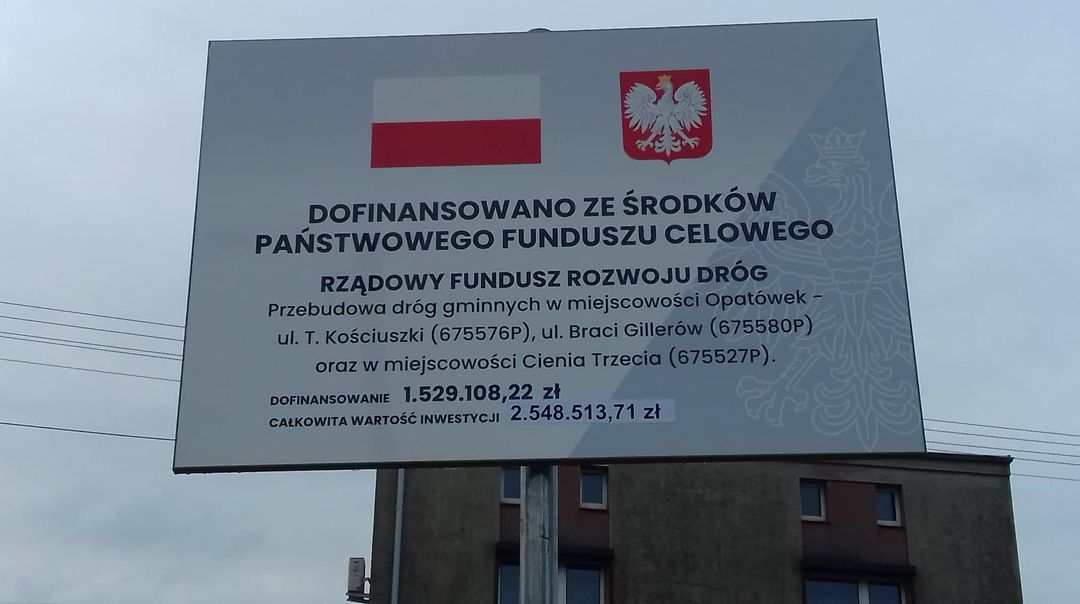 DOFINANSOWANO ZE ŚRODKÓW
PAŃSTWOWEGO FUNDUSZU CELOWEGO
RZĄDOWY FUNDUSZ ROZWOJU DRÓG
Przebudowa dróg gminnych w miejscowości Opatówek -
ul. T. Kościuszki (675576P), ul. Braci Gillerów (675580P)
oraz w miejscowości Cienia Trzecia (675527P).
DOFINANSOWANIE 1.529.108,22 zł
CAŁKOWITA WARTOŚĆ INWESTYCJI 2.548.513,71 zł